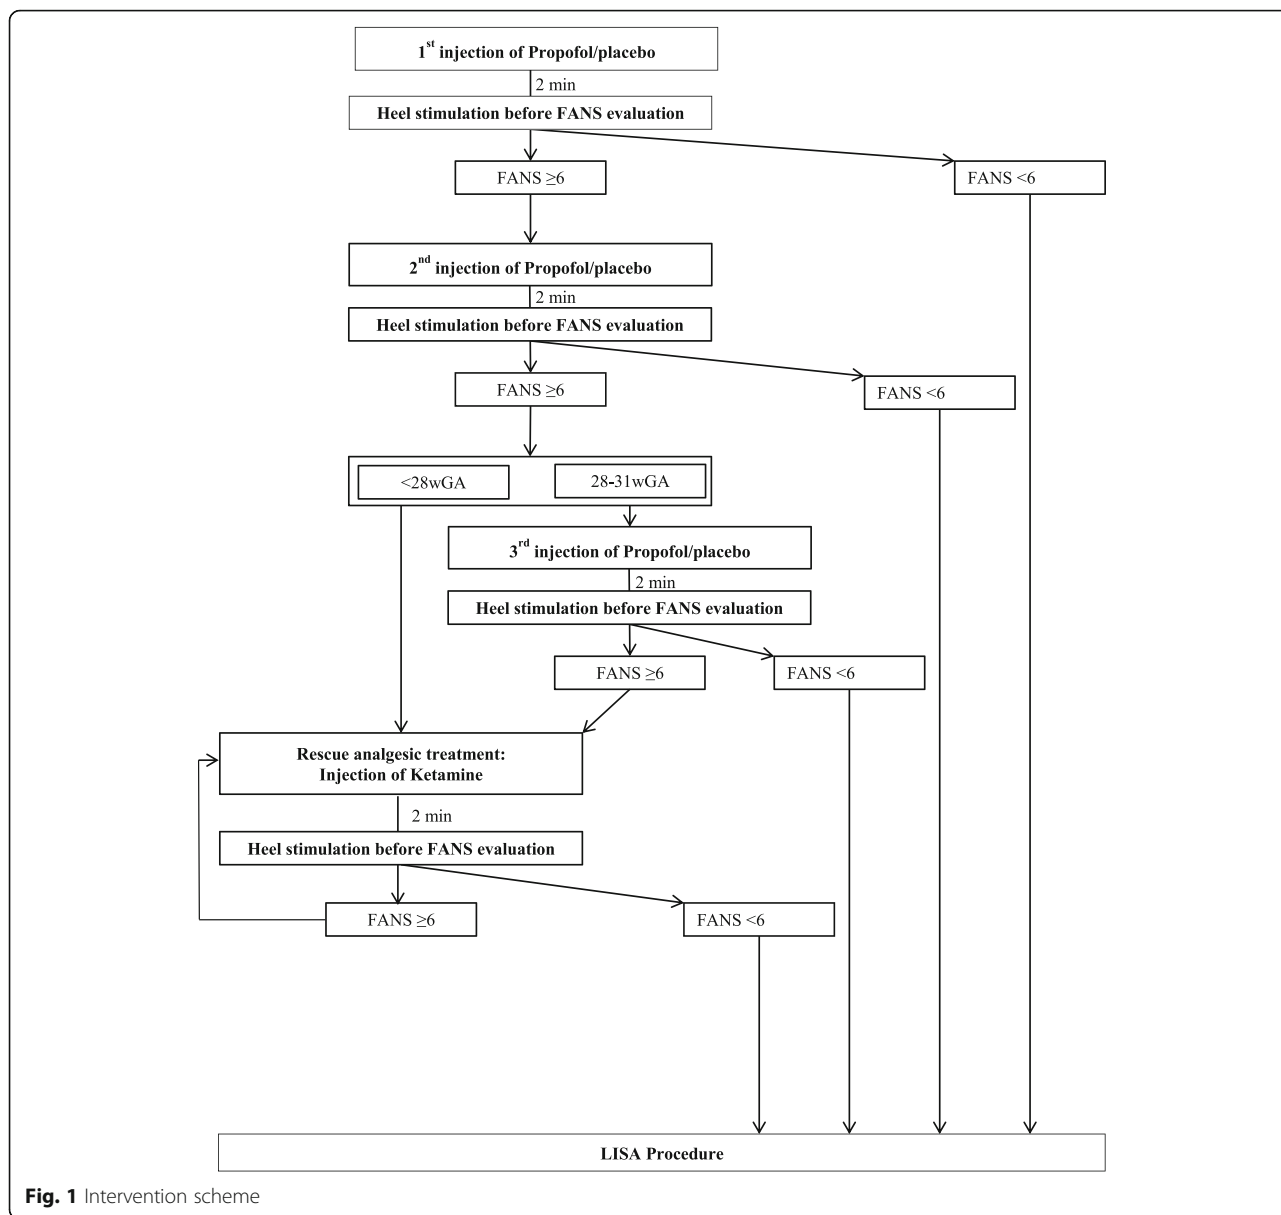 1st injection of Propofol/placebo
2 min
Heel stimulation before FANS evaluation
FANS ≥6
FANS <6
2nd injection of Propofol/placebo
2 min
Heel stimulation before FANS evaluation
FANS ≥6
FANS <6
<28wGA
28-31wGA
3rd injection of Propofol/placebo
2 min
Heel stimulation before FANS evaluation
FANS ≥6
FANS <6
Rescue analgesic treatment:
Injection of Ketamine
2 min
Heel stimulation before FANS evaluation
FANS ≥6
FANS <6
LISA Procedure
Fig. 1 Intervention scheme